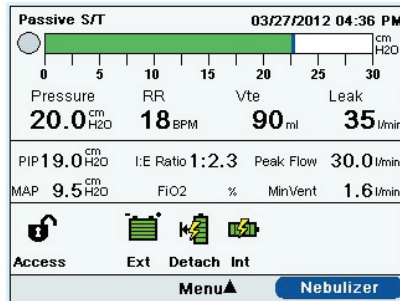 Passive S/T 03/27/2012 04:36 PM
cm H2O
0 5 10 15 20 25 30
Pressure RR Vte Leak
20.0 cm H2O 18 BPM 90 ml 35 l/min
PIP 19.0 cm H2O I:E Ratio 1:2.3 Peak Flow 30.0 l/min
MAP 9.5 cm H2O FiO2 % MinVent 1.6 l/min
Access Ext Detach Int
Menu▲ Nebulizer